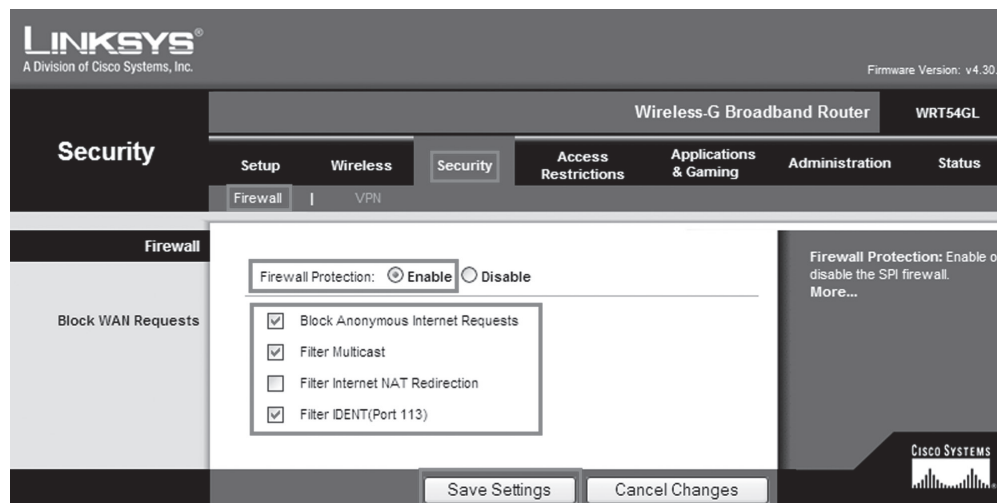 LINKSYS®
A Division of Cisco Systems, Inc.
Firmware Version: v4.30.
Wireless-G Broadband Router WRT54GL
Security
Setup Wireless Security Access Restrictions Applications & Gaming Administration Status
Firewall | VPN
Firewall
Firewall Protection: Enable Disable
Block WAN Requests
Block Anonymous Internet Requests
Filter Multicast
Filter Internet NAT Redirection
Filter IDENT(Port 113)
Firewall Protection: Enable o
disable the SPI firewall.
More...
CISCO SYSTEMS
Save Settings Cancel Changes